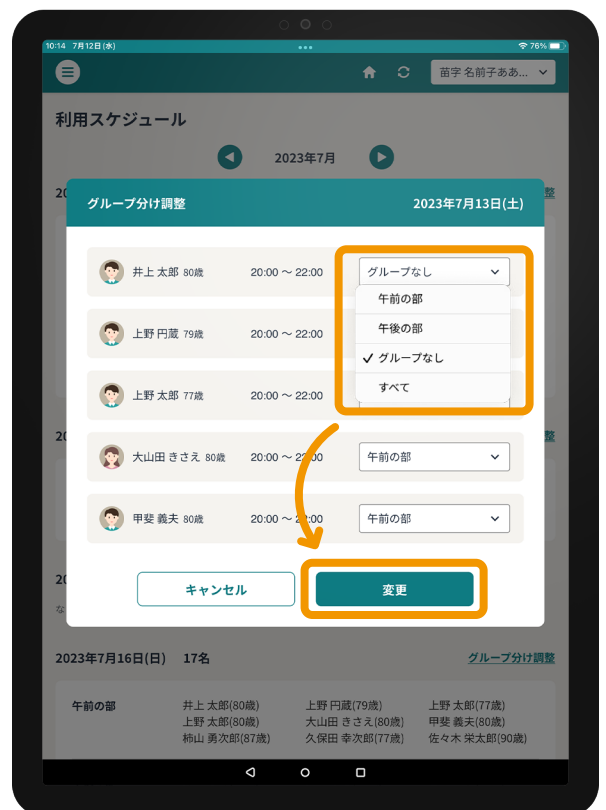 10:14 7月12日(水)
76%
苗字 名前子ああ...
利用スケジュール
2023年7月
20
整
グループ分け調整 2023年7月13日(土)
井上 太郎 80歳 20:00 ～ 22:00 グループなし
午前の部
上野 円蔵 79歳 20:00 ～ 22:00
午後の部
✓ グループなし
上野 太郎 77歳 20:00 ～ 22:00
すべて
20
整
大山田 きさえ 80歳 20:00 ～ 22:00 午前の部
甲斐 義夫 80歳 20:00 ～ 22:00 午前の部
20
キャンセル 変更
な
2023年7月16日(日) 17名 グループ分け調整
午前の部 井上 太郎(80歳) 上野 円蔵(79歳) 上野 太郎(77歳)
上野 太郎(80歳) 大山田 きさえ(80歳) 甲斐 義夫(80歳)
柿山 勇次郎(87歳) 久保田 幸次郎(77歳) 佐々木 栄太郎(90歳)